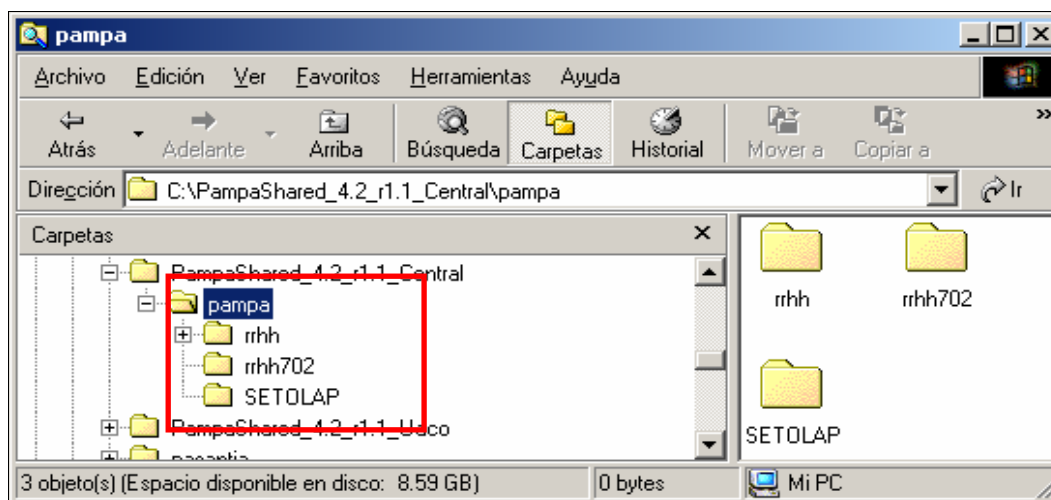 pampa
Archivo Edición Ver Favoritos Herramientas Ayuda
Atrás Adelante Arriba Búsqueda Carpetas Historial Mover a Copiar a »
Dirección C:\PampaShared_4.2_r1.1_Central\pampa Ir
Carpetas
PampaShared_4.2_r1.1_Central
pampa
rrhh
rrhh702
SETOLAP
PampaShared_4.2_r1.1_Udco
rrhh rrhh702
SETOLAP
3 objeto(s) (Espacio disponible en disco: 8.59 GB) 0 bytes Mi PC